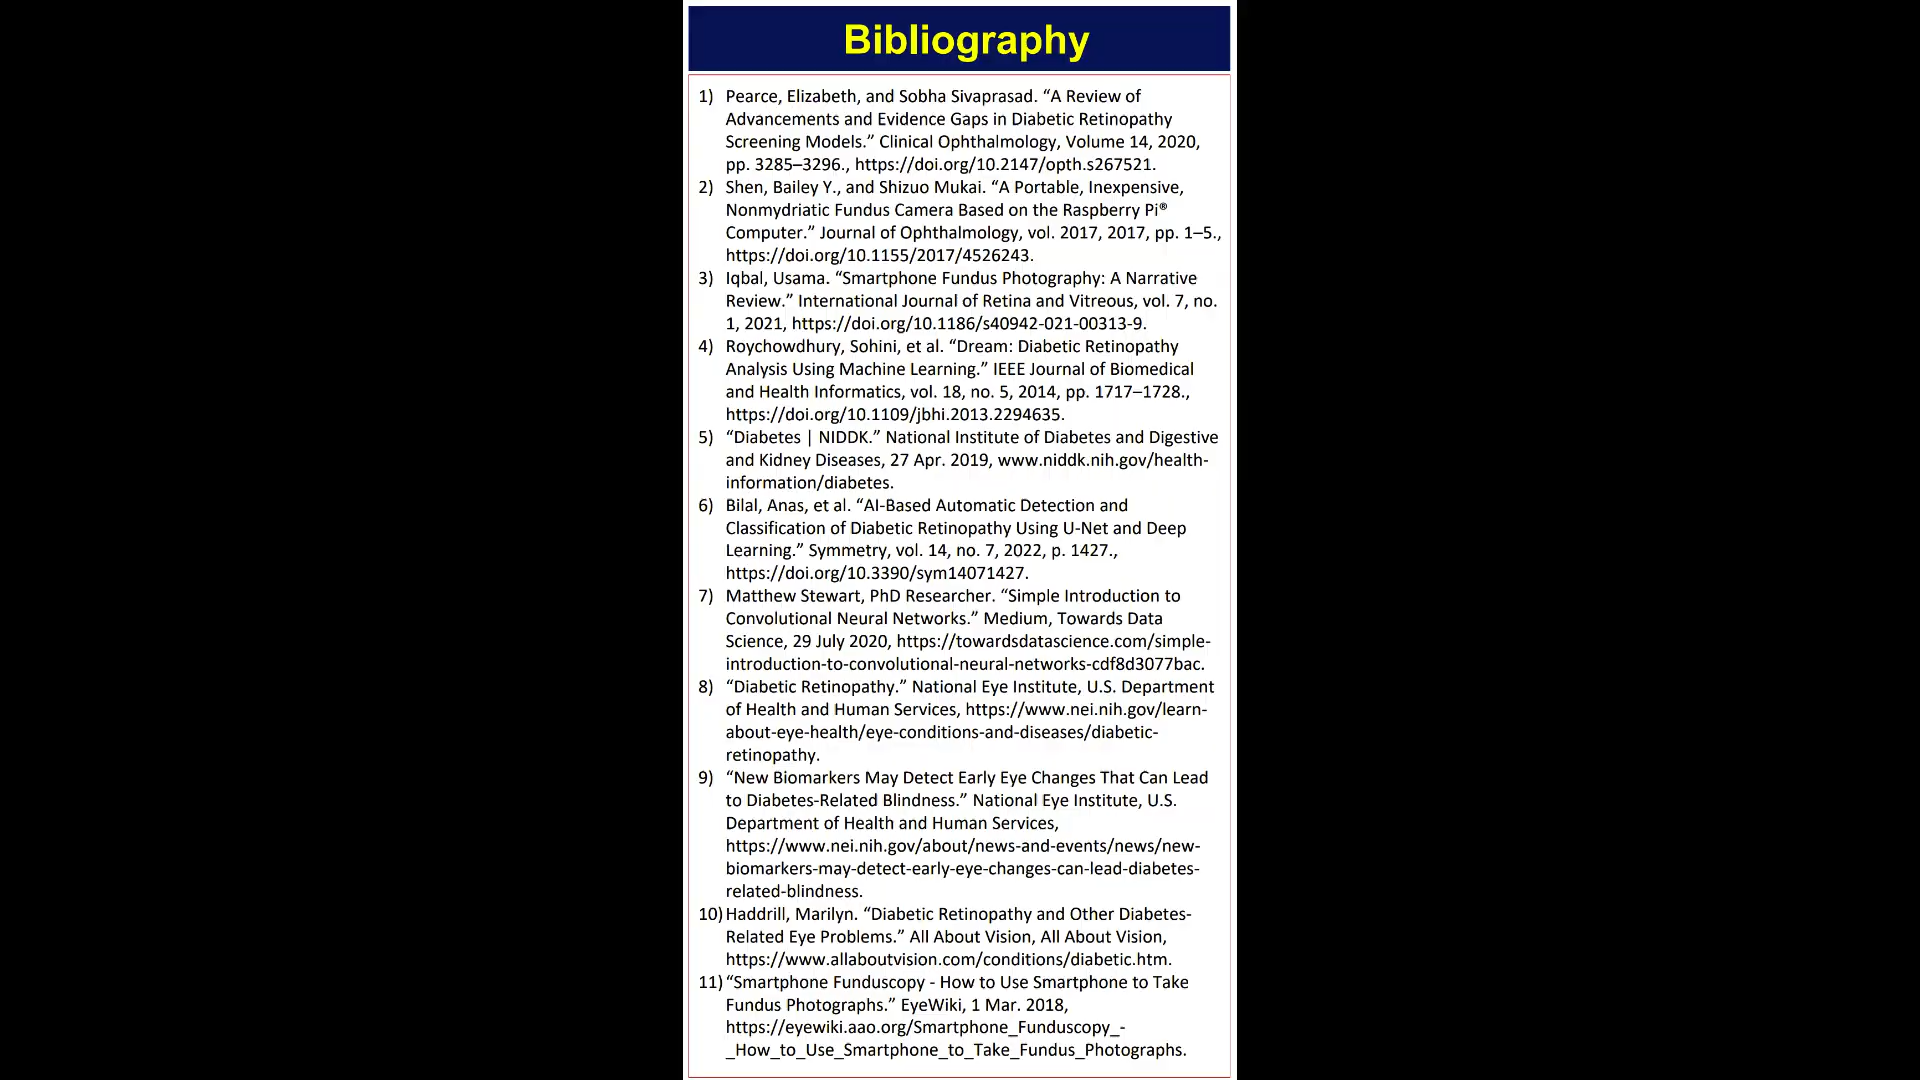 Bibliography
1) Pearce, Elizabeth, and Sobha Sivaprasad. “A Review of
Advancements and Evidence Gaps in Diabetic Retinopathy
Screening Models.” Clinical Ophthalmology, Volume 14, 2020,
pp. 3285–3296., https://doi.org/10.2147/opth.s267521.
2) Shen, Bailey Y., and Shizuo Mukai. “A Portable, Inexpensive,
Nonmydriatic Fundus Camera Based on the Raspberry Pi®
Computer.” Journal of Ophthalmology, vol. 2017, 2017, pp. 1–5.,
https://doi.org/10.1155/2017/4526243.
3) Iqbal, Usama. “Smartphone Fundus Photography: A Narrative
Review.” International Journal of Retina and Vitreous, vol. 7, no.
1, 2021, https://doi.org/10.1186/s40942-021-00313-9.
4) Roychowdhury, Sohini, et al. “Dream: Diabetic Retinopathy
Analysis Using Machine Learning.” IEEE Journal of Biomedical
and Health Informatics, vol. 18, no. 5, 2014, pp. 1717–1728.,
https://doi.org/10.1109/jbhi.2013.2294635.
5) “Diabetes | NIDDK.” National Institute of Diabetes and Digestive
and Kidney Diseases, 27 Apr. 2019, www.niddk.nih.gov/health-
information/diabetes.
6) Bilal, Anas, et al. “AI-Based Automatic Detection and
Classification of Diabetic Retinopathy Using U-Net and Deep
Learning.” Symmetry, vol. 14, no. 7, 2022, p. 1427.,
https://doi.org/10.3390/sym14071427.
7) Matthew Stewart, PhD Researcher. “Simple Introduction to
Convolutional Neural Networks.” Medium, Towards Data
Science, 29 July 2020, https://towardsdatascience.com/simple-
introduction-to-convolutional-neural-networks-cdf8d3077bac.
8) “Diabetic Retinopathy.” National Eye Institute, U.S. Department
of Health and Human Services, https://www.nei.nih.gov/learn-
about-eye-health/eye-conditions-and-diseases/diabetic-
retinopathy.
9) “New Biomarkers May Detect Early Eye Changes That Can Lead
to Diabetes-Related Blindness.” National Eye Institute, U.S.
Department of Health and Human Services,
https://www.nei.nih.gov/about/news-and-events/news/new-
biomarkers-may-detect-early-eye-changes-can-lead-diabetes-
related-blindness.
10) Haddrill, Marilyn. “Diabetic Retinopathy and Other Diabetes-
Related Eye Problems.” All About Vision, All About Vision,
https://www.allaboutvision.com/conditions/diabetic.htm.
11) “Smartphone Funduscopy - How to Use Smartphone to Take
Fundus Photographs.” EyeWiki, 1 Mar. 2018,
https://eyewiki.aao.org/Smartphone_Funduscopy_-
_How_to_Use_Smartphone_to_Take_Fundus_Photographs.